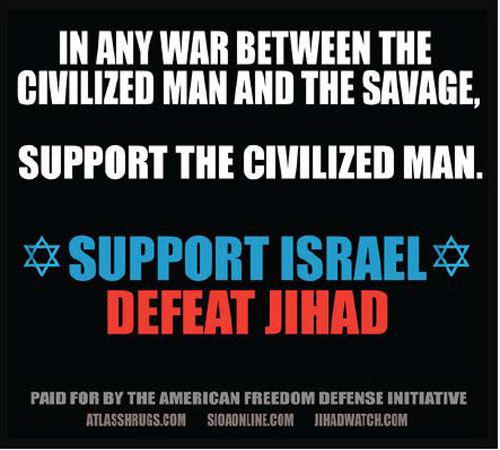 IN ANY WAR BETWEEN THE
CIVILIZED MAN AND THE SAVAGE,
SUPPORT THE CIVILIZED MAN.
SUPPORT ISRAEL
DEFEAT JIHAD
PAID FOR BY THE AMERICAN FREEDOM DEFENSE INITIATIVE
ATLASSHRUGS.COM SIOAONLINE.COM JIHADWATCH.COM